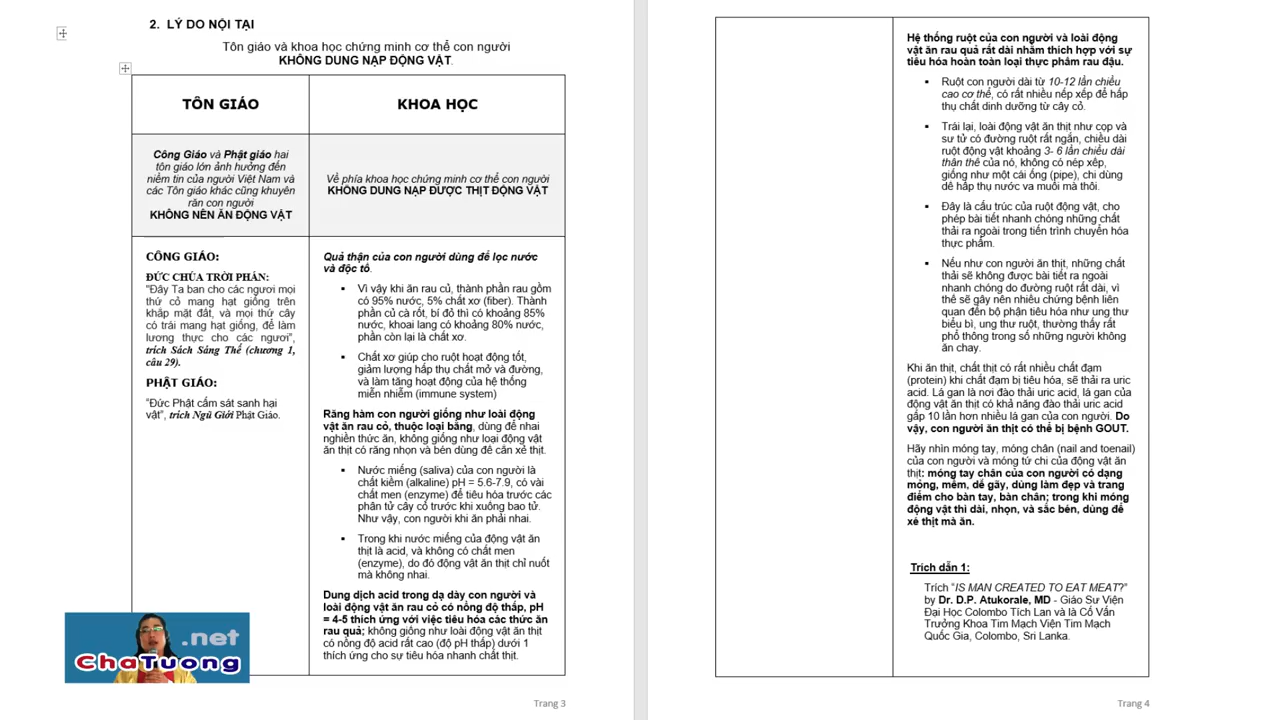 2. LÝ DO NỘI TẠI
Tôn giáo và khoa học chứng minh cơ thể con người
KHÔNG DUNG NẠP ĐỘNG VẬT.
TÔN GIÁO
KHOA HỌC
Công Giáo và Phật giáo hai
tôn giáo lớn ảnh hưởng đến
niềm tin của người Việt Nam và
các Tôn giáo khác cũng khuyên
răn con người
KHÔNG NÊN ĂN ĐỘNG VẬT
Về phía khoa học chứng minh cơ thể con người
KHÔNG DUNG NẠP ĐƯỢC THỊT ĐỘNG VẬT
CÔNG GIÁO:
ĐỨC CHÚA TRỜI PHÁN:
"Đây Ta ban cho các ngươi mọi
thứ cỏ mang hạt giống trên
khắp mặt đất, và mọi thứ cây
có trái mang hạt giống, để làm
lương thực cho các ngươi",
trích Sách Sáng Thế (chương 1,
câu 29).
PHẬT GIÁO:
"Đức Phật cấm sát sanh hại
vật", trích Ngũ Giới Phật Giáo.
Quả thận của con người dùng để lọc nước
và độc tố.
▪ Vì vậy khi ăn rau củ, thành phần rau gồm
có 95% nước, 5% chất xơ (fiber). Thành
phần củ cà rốt, bí đỏ thì có khoảng 85%
nước, khoai lang có khoảng 80% nước,
phần còn lại là chất xơ.
▪ Chất xơ giúp cho ruột hoạt động tốt,
giảm lượng hấp thụ chất mở và đường,
và làm tăng hoạt động của hệ thống
miễn nhiễm (immune system)
Răng hàm con người giống như loài động
vật ăn rau cỏ, thuộc loại bằng, dùng để nhai
nghiền thức ăn, không giống như loại động vật
ăn thịt có răng nhọn và bén dùng để cắn xé thịt.
▪ Nước miếng (saliva) của con người là
chất kiềm (alkaline) pH = 5.6-7.9, có vài
chất men (enzyme) để tiêu hóa trước các
phân tử cây cỏ trước khi xuống bao tử.
Như vậy, con người khi ăn phải nhai.
▪ Trong khi nước miếng của động vật ăn
thịt là acid, và không có chất men
(enzyme), do đó động vật ăn thịt chỉ nuốt
mà không nhai.
Dung dịch acid trong dạ dày con người và
loài động vật ăn rau cỏ có nồng độ thấp, pH
= 4-5 thích ứng với việc tiêu hóa các thức ăn
rau quả; không giống như loài động vật ăn thịt
có nồng độ acid rất cao (độ pH thấp) dưới 1
thích ứng cho sự tiêu hóa nhanh chất thịt.
.net
ChaTuong
Trang 3
Hệ thống ruột của con người và loài động
vật ăn rau quả rất dài nhằm thích hợp với sự
tiêu hóa hoàn toàn loại thực phẩm rau đậu.
▪ Ruột con người dài từ 10-12 lần chiều
cao cơ thể, có rất nhiều nếp xếp để hấp
thụ chất dinh dưỡng từ cây cỏ.
▪ Trái lại, loài động vật ăn thịt như cọp và
sư tử có đường ruột rất ngắn, chiều dài
ruột động vật khoảng 3- 6 lần chiều dài
thân thể của nó, không có nép xếp,
giống như một cái ống (pipe), chỉ dùng
để hấp thụ nước va muối mà thôi.
▪ Đây là cấu trúc của ruột động vật, cho
phép bài tiết nhanh chóng những chất
thải ra ngoài trong tiến trình chuyển hóa
thực phẩm.
▪ Nếu như con người ăn thịt, những chất
thải sẽ không được bài tiết ra ngoài
nhanh chóng do đường ruột rất dài, vì
thế sẽ gây nên nhiều chứng bệnh liên
quan đến bộ phận tiêu hóa như ung thư
biểu bì, ung thư ruột, thường thấy rất
phổ thông trong số những người không
ăn chay.
Khi ăn thịt, chất thịt có rất nhiều chất đạm
(protein) khi chất đạm bị tiêu hóa, sẽ thải ra uric
acid. Lá gan là nơi đào thải uric acid, lá gan của
động vật ăn thịt có khả năng đào thải uric acid
gấp 10 lần hơn nhiều lá gan của con người. Do
vậy, con người ăn thịt có thể bị bệnh GOUT.
Hãy nhìn móng tay, móng chân (nail and toenail)
của con người và móng tứ chi của động vật ăn
thịt: móng tay chân của con người có dạng
mỏng, mềm, dể gãy, dùng làm đẹp và trang
điểm cho bàn tay, bàn chân; trong khi móng
động vật thì dài, nhọn, và sắc bén, dùng để
xé thịt mà ăn.
Trích dẫn 1:
Trích "IS MAN CREATED TO EAT MEAT?"
by Dr. D.P. Atukorale, MD - Giáo Sư Viện
Đại Học Colombo Tích Lan và là Cố Vấn
Trưởng Khoa Tim Mạch Viện Tim Mạch
Quốc Gia, Colombo, Sri Lanka.
Trang 4